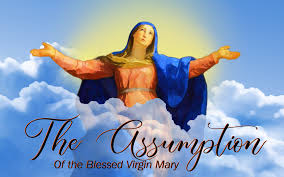 The Assumption
Of the Blessed Virgin Mary